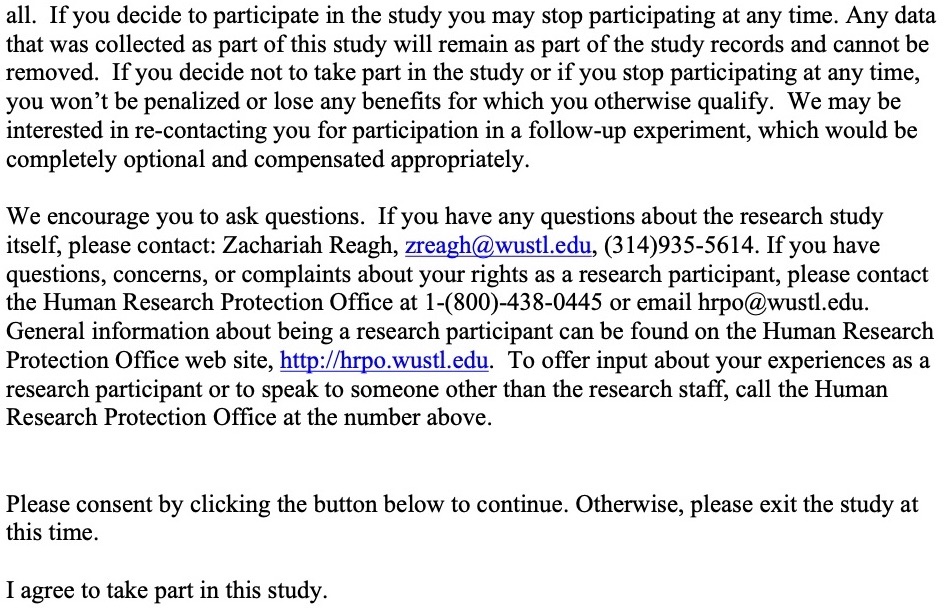 all.  If you decide to participate in the study you may stop participating at any time. Any data
that was collected as part of this study will remain as part of the study records and cannot be
removed.  If you decide not to take part in the study or if you stop participating at any time,
you won’t be penalized or lose any benefits for which you otherwise qualify.  We may be
interested in re-contacting you for participation in a follow-up experiment, which would be
completely optional and compensated appropriately.
We encourage you to ask questions.  If you have any questions about the research study
itself, please contact: Zachariah Reagh, zreagh@wustl.edu, (314)935-5614. If you have
questions, concerns, or complaints about your rights as a research participant, please contact
the Human Research Protection Office at 1-(800)-438-0445 or email hrpo@wustl.edu.
General information about being a research participant can be found on the Human Research
Protection Office web site, http://hrpo.wustl.edu.  To offer input about your experiences as a
research participant or to speak to someone other than the research staff, call the Human
Research Protection Office at the number above.
Please consent by clicking the button below to continue. Otherwise, please exit the study at
this time.
I agree to take part in this study.